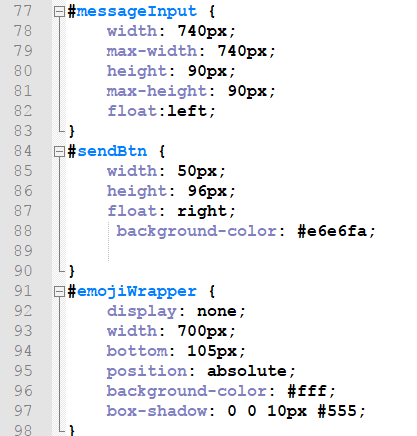 77 #messageInput {
78 width: 740px;
79 max-width: 740px;
80 height: 90px;
81 max-height: 90px;
82 float:left;
83 }
84 #sendBtn {
85 width: 50px;
86 height: 96px;
87 float: right;
88 background-color: #e6e6fa;
89
90 }
91 #emojiWrapper {
92 display: none;
93 width: 700px;
94 bottom: 105px;
95 position: absolute;
96 background-color: #fff;
97 box-shadow: 0 0 10px #555;
98 }